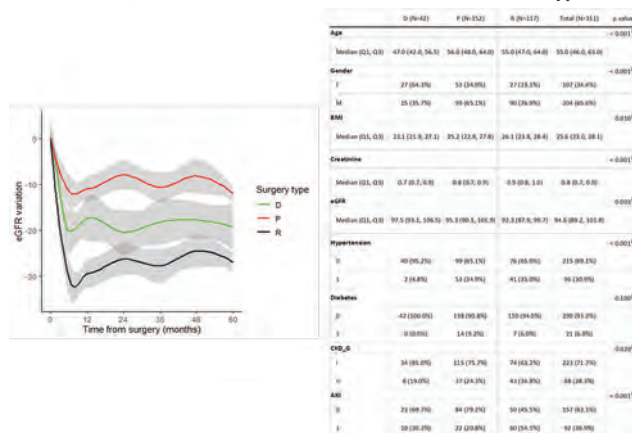 D (N=42) P (N=152) R (N=117) Total (N=311) p value
Age < 0.001
Median (Q1, Q3) 47.0 (42.0, 56.5) 56.0 (48.0, 64.0) 55.0 (47.0, 64.0) 55.0 (46.0, 63.0)
Gender < 0.001
F 27 (64.3%) 53 (34.9%) 27 (23.1%) 107 (34.4%)
M 15 (35.7%) 99 (65.1%) 90 (76.9%) 204 (65.6%)
BMI 0.010
Median (Q1, Q3) 23.1 (21.9, 27.1) 25.2 (22.8, 27.8) 26.1 (23.8, 28.4) 25.6 (23.0, 28.1)
Creatinine < 0.001
Median (Q1, Q3) 0.7 (0.7, 0.9) 0.8 (0.7, 0.9) 0.9 (0.8, 1.0) 0.8 (0.7, 0.9)
eGFR
Median (Q1, Q3) 97.5 (93.1, 106.5) 95.3 (90.3, 101.9) 92.3 (87.9, 99.7) 94.6 (89.2, 101.8)
Hypertension < 0.001
0 40 (95.2%) 99 (65.1%) 76 (65.0%) 215 (69.1%)
1 2 (4.8%) 53 (34.9%) 41 (35.0%) 96 (30.9%)
Diabetes 0.100
0 42 (100.0%) 138 (90.8%) 110 (94.0%) 290 (93.2%)
1 0 (0.0%) 14 (9.2%) 7 (6.0%) 21 (6.8%)
CKD_G
I 34 (81.0%) 115 (75.7%) 74 (63.2%) 223 (71.7%)
II 8 (19.0%) 37 (24.3%) 43 (36.8%) 88 (28.3%)
AKI < 0.001
0 23 (69.7%) 84 (79.2%) 50 (45.5%) 157 (63.1%)
1 10 (30.3%) 22 (20.8%) 60 (54.5%) 92 (36.9%)
eGFR variation
0
-10
-20
-30
0 12 24 36 48 60
Time from surgery (months)
Surgery type
D
P
R